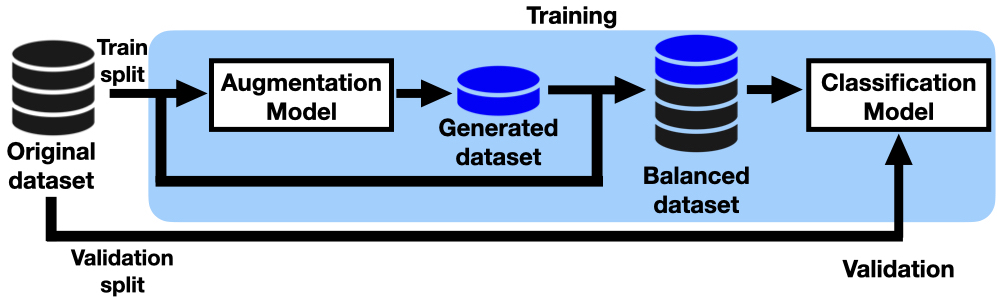 Training
Train
split
Augmentation
Model
Classification
Model
Original
dataset
Generated
dataset
Balanced
dataset
Validation
split
Validation